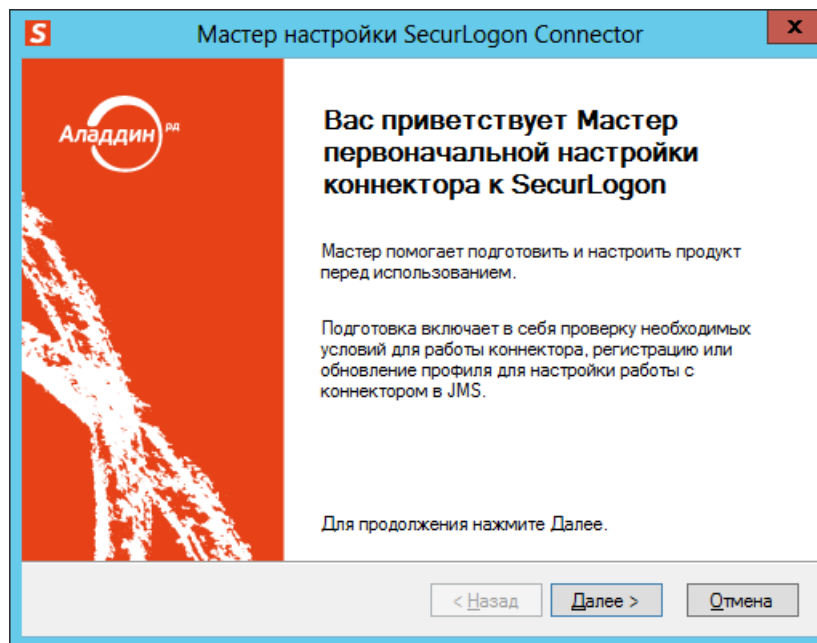 S
Мастер настройки SecurLogon Connector
x
Аладдин РД
Вас приветствует Мастер
первоначальной настройки
коннектора к SecurLogon
Мастер помогает подготовить и настроить продукт
перед использованием.
Подготовка включает в себя проверку необходимых
условий для работы коннектора, регистрацию или
обновление профиля для настройки работы с
коннектором в JMS.
Для продолжения нажмите Далее.
< Назад
Далее >
Отмена